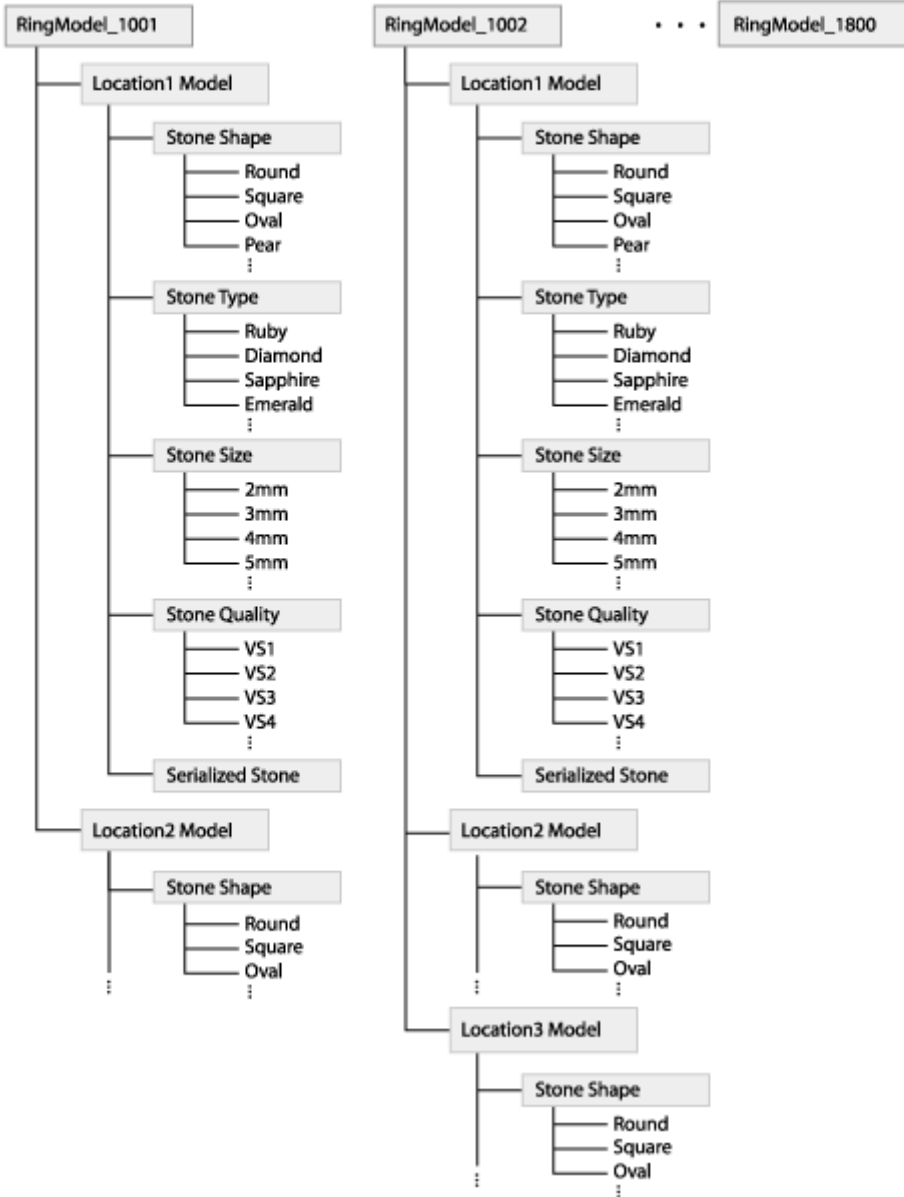 RingModel_1001
Location1 Model
Stone Shape
Round
Square
Oval
Pear
Stone Type
Ruby
Diamond
Sapphire
Emerald
Stone Size
2mm
3mm
4mm
5mm
Stone Quality
VS1
VS2
VS3
VS4
Serialized Stone
Location2 Model
Stone Shape
Round
Square
Oval
RingModel_1002
Location1 Model
Stone Shape
Round
Square
Oval
Pear
Stone Type
Ruby
Diamond
Sapphire
Emerald
Stone Size
2mm
3mm
4mm
5mm
Stone Quality
VS1
VS2
VS3
VS4
Serialized Stone
Location2 Model
Stone Shape
Round
Square
Oval
Location3 Model
Stone Shape
Round
Square
Oval
. . .
RingModel_1800